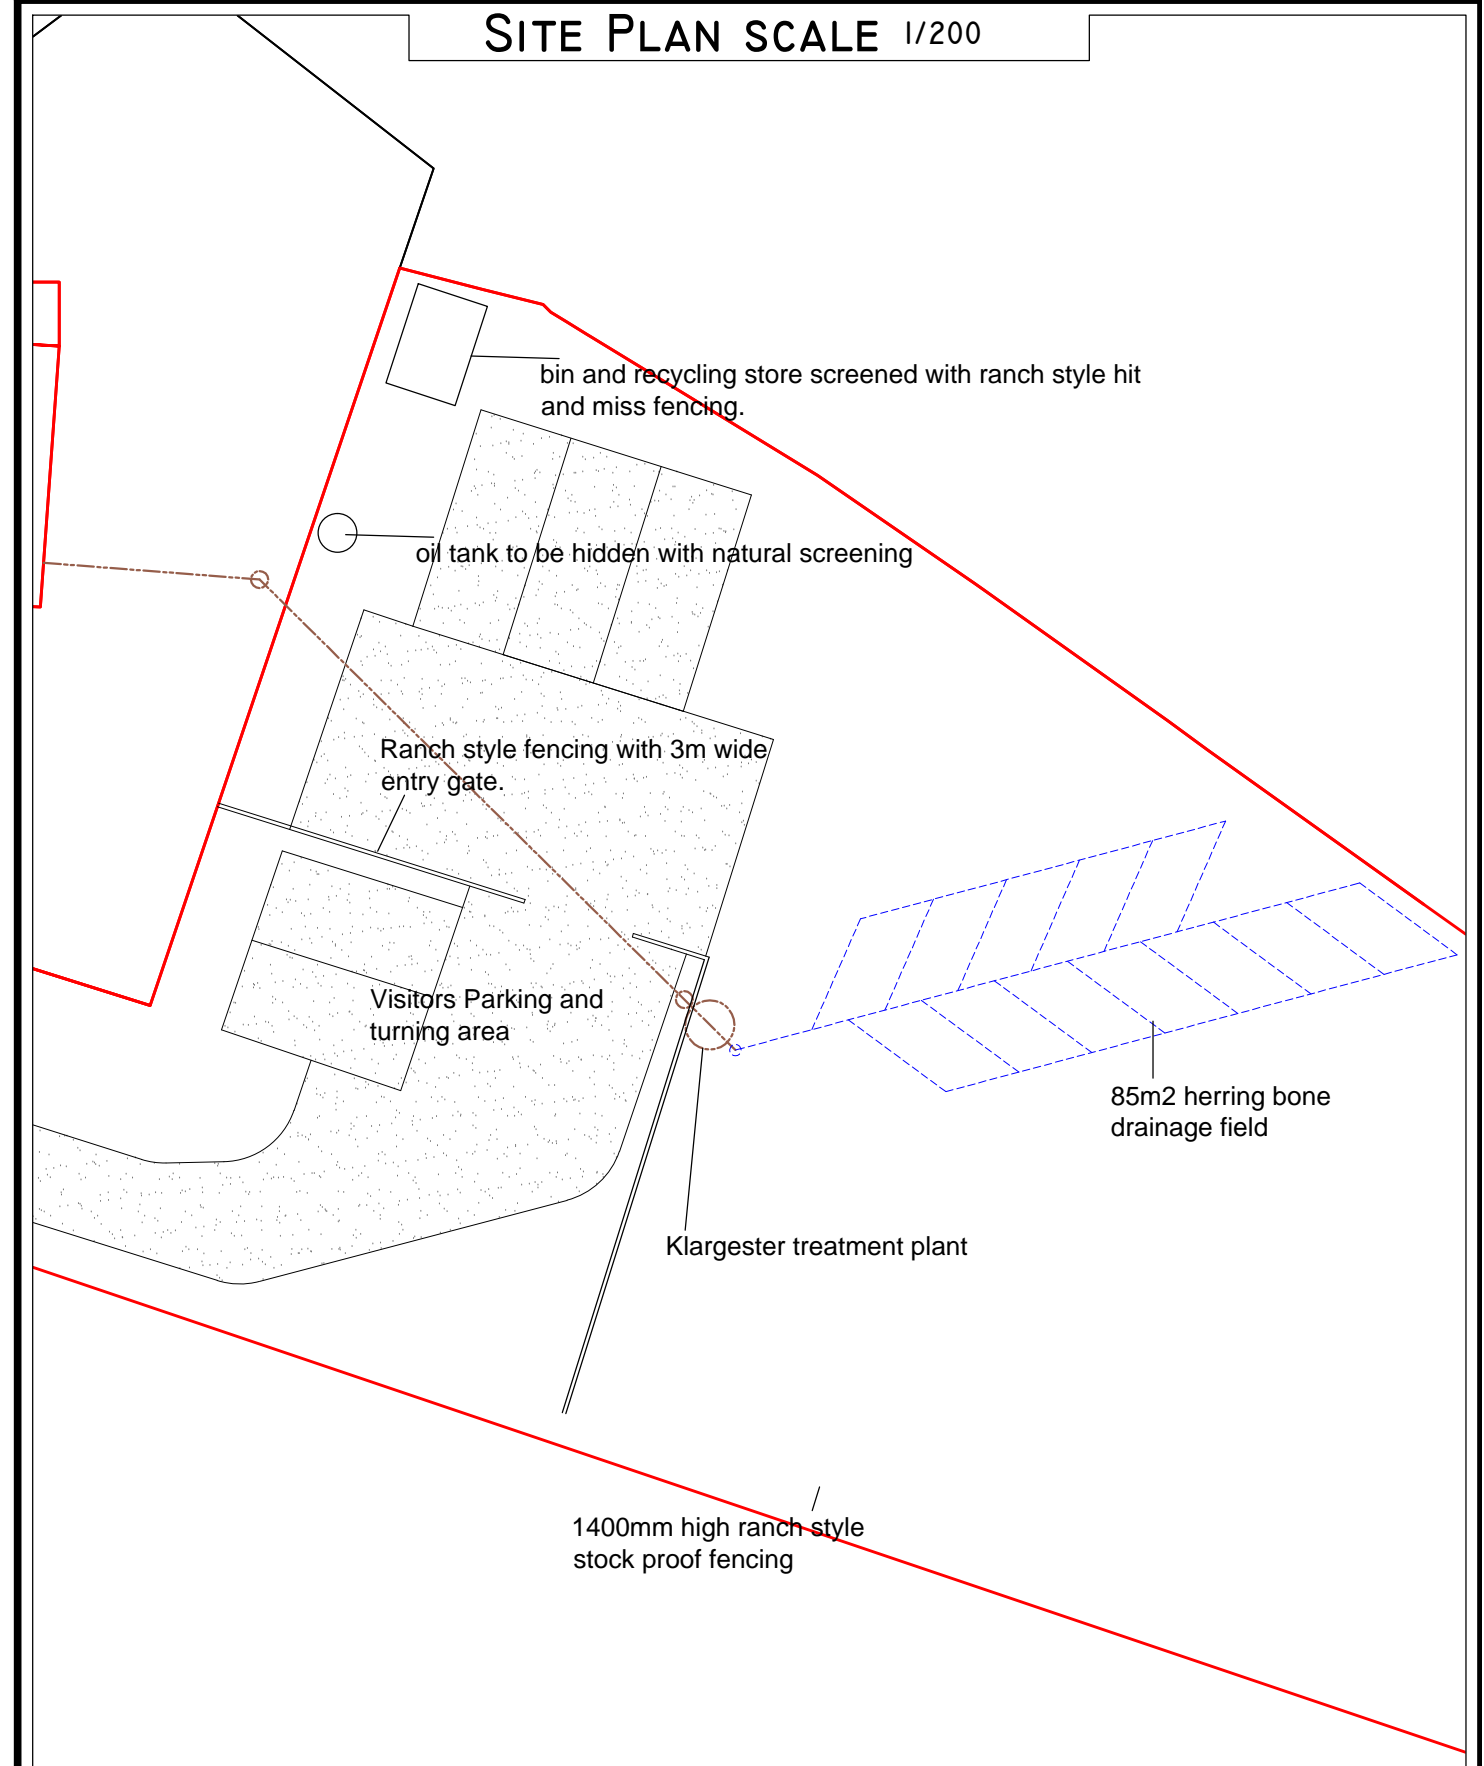 SITE PLAN SCALE 1/200
bin and recycling store screened with ranch style hit
and miss fencing.
oil tank to be hidden with natural screening
Ranch style fencing with 3m wide
entry gate.
Visitors Parking and
turning area
85m2 herring bone
drainage field
Klargester treatment plant
1400mm high ranch style
stock proof fencing